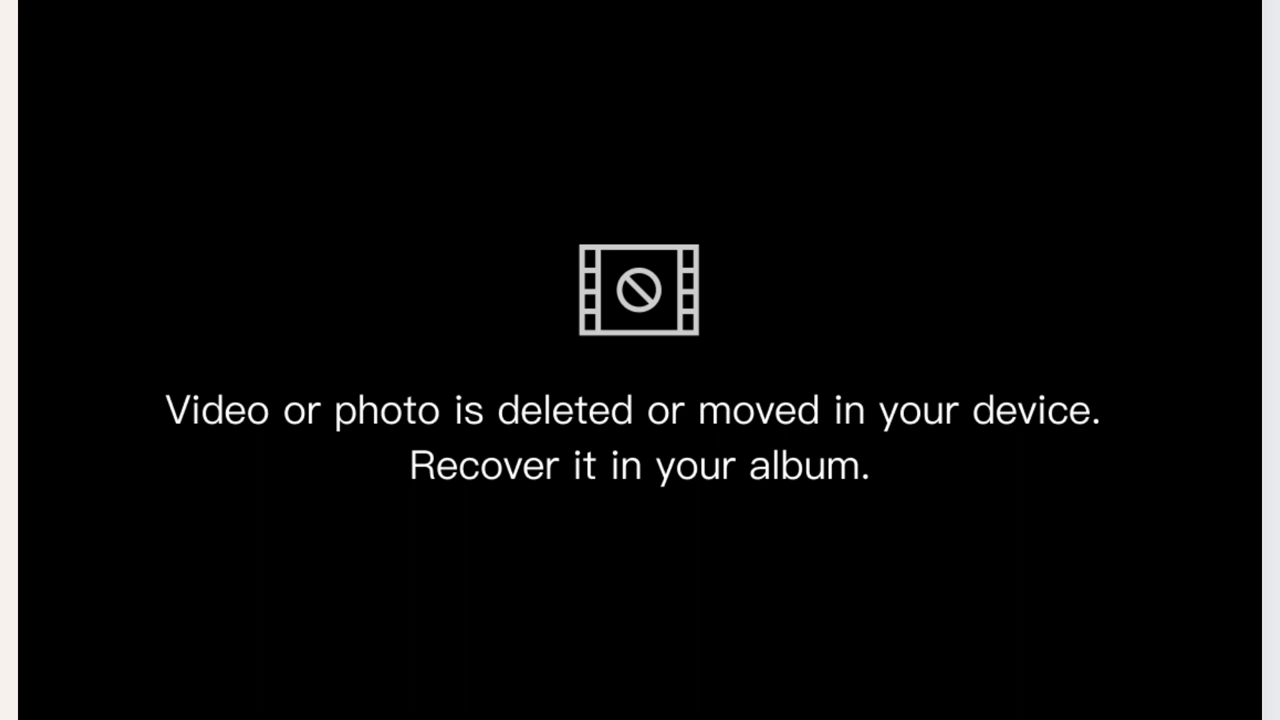 Video or photo is deleted or moved in your device.
Recover it in your album.